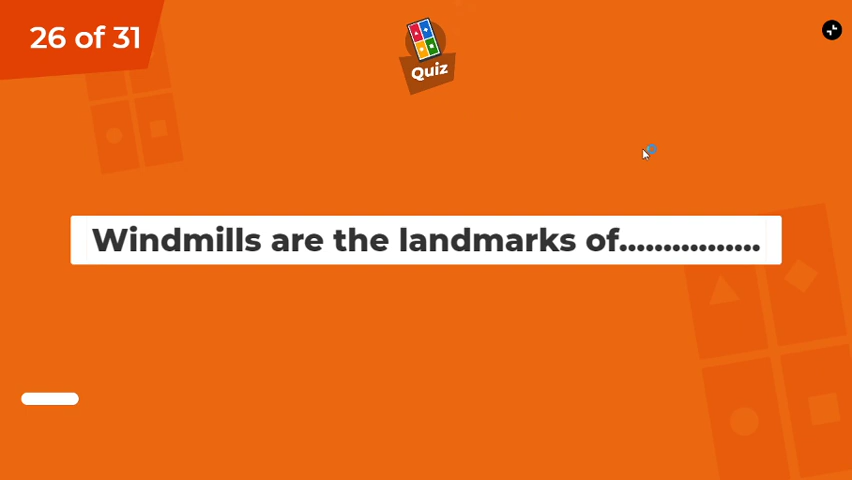 26 of 31
Quiz
Windmills are the landmarks of................